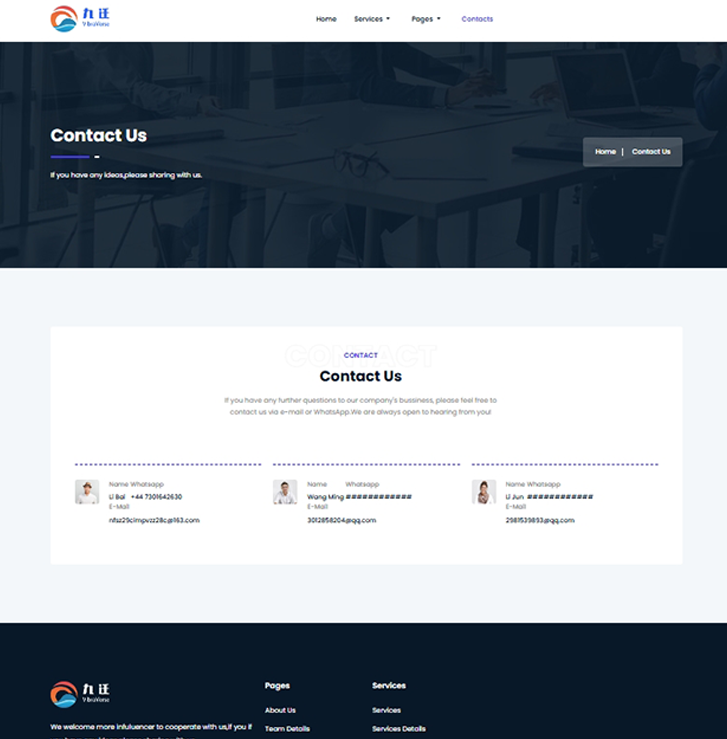 九 迁
Home Services Pages Contacts
Contact Us
Home | Contact Us
If you have any ideas,please sharing with us.
CONTACT
CONTACT
Contact Us
If you have any further questions to our company's bussiness, please feel free to
contact us via e-mail or WhatsApp.We are always open to hearing from you!
Name Whatsapp
Li Bai +44 7301642630
E-Mail
nfsz29cimpvzz28c@163.com
Name Whatsapp
Wang Ming ############
E-Mail
3012858204@qq.com
Name Whatsapp
Li Jun ############
E-Mail
2981539893@qq.com
九 迁
Pages
Services
About Us
Services
We welcome more infuluencer to cooperate with us,if you if
Team Details
Services Details